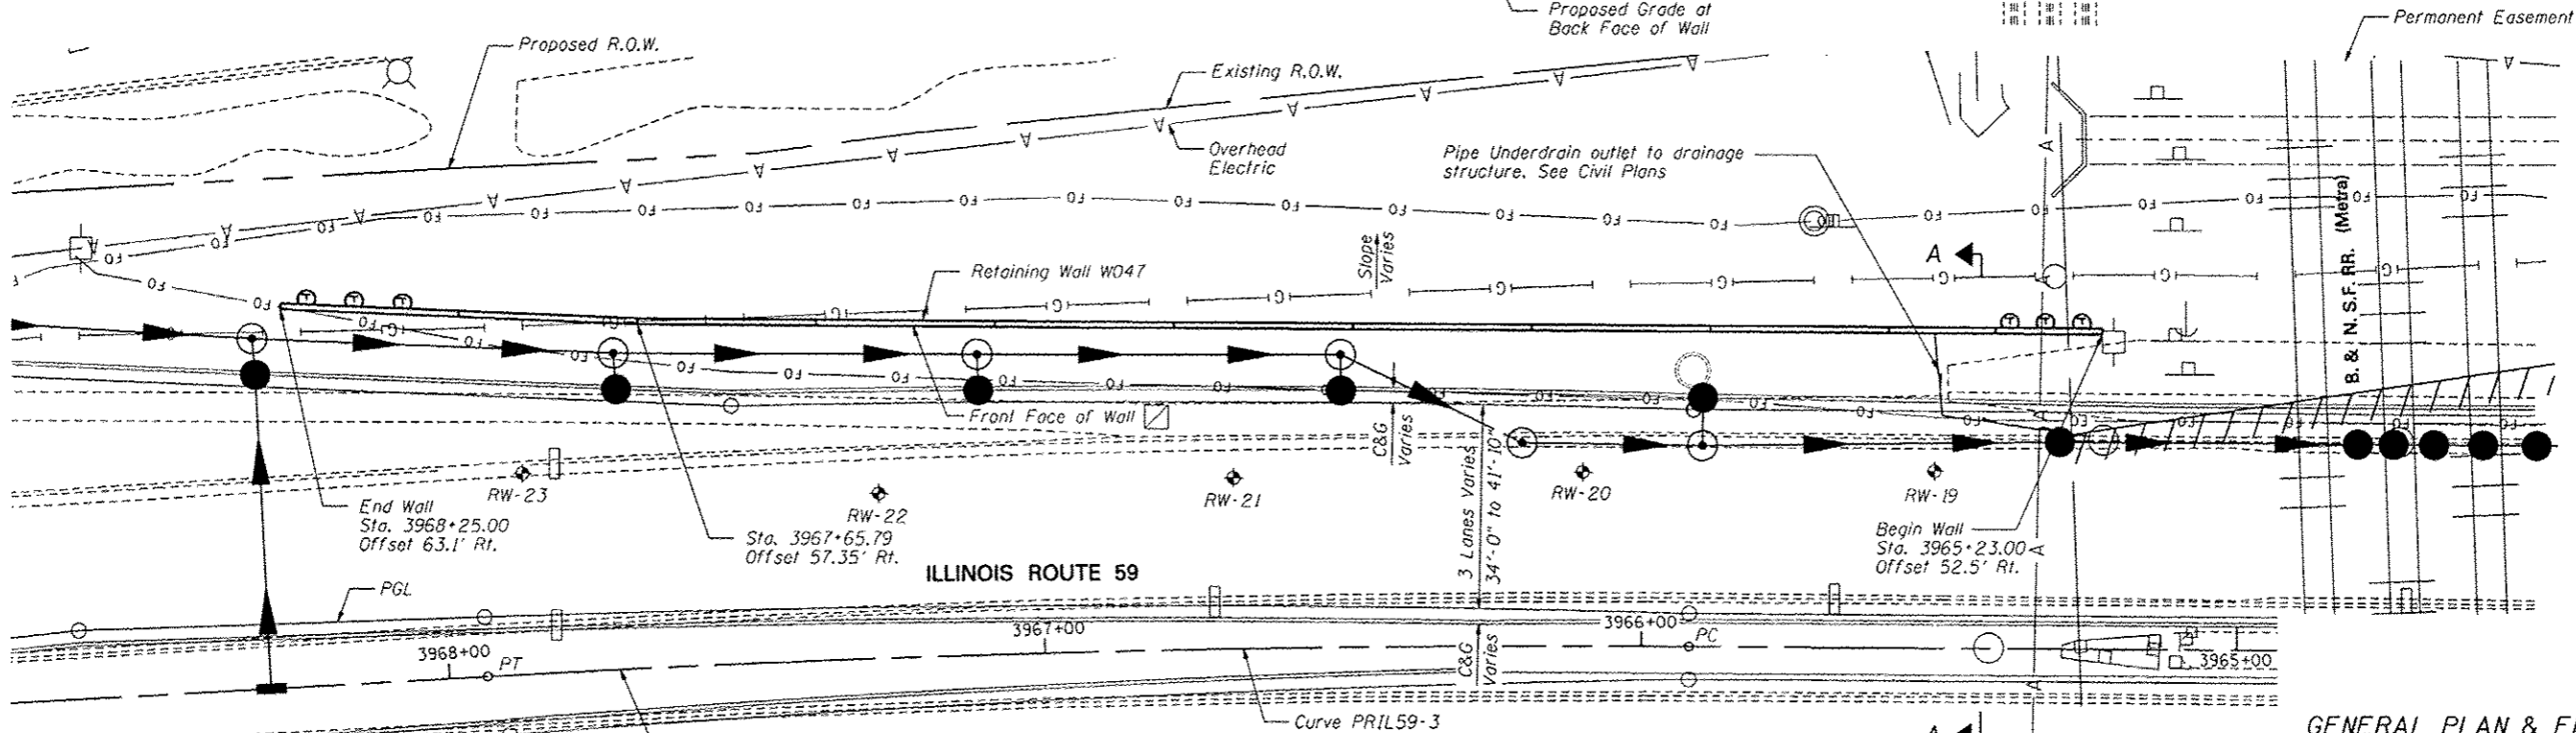 Proposed Grade at
Back Face of Wall
Permanent Easement
Proposed R.O.W.
Existing R.O.W.
Overhead
Electric
Pipe Underdrain outlet to drainage
structure. See Civil Plans
Slope
Varies
A
Retaining Wall W047
B. & N. S.F. RR. (Metra)
Front Face of Wall
C&G
Varies
3 Lanes Varies
34'-0" to 41'-10"
RW-23
RW-22
RW-21
RW-20
RW-19
End Wall
Sta. 3968+25.00
Offset 63.1' Rt.
Sta. 3967+65.79
Offset 57.35' Rt.
Begin Wall
Sta. 3965+23.00
Offset 52.5' Rt.
ILLINOIS ROUTE 59
PGL
3968+00
PT
3967+00
3966+00
PC
3965+00
C&G
Varies
Curve PRIL59-3
GENERAL PLAN &